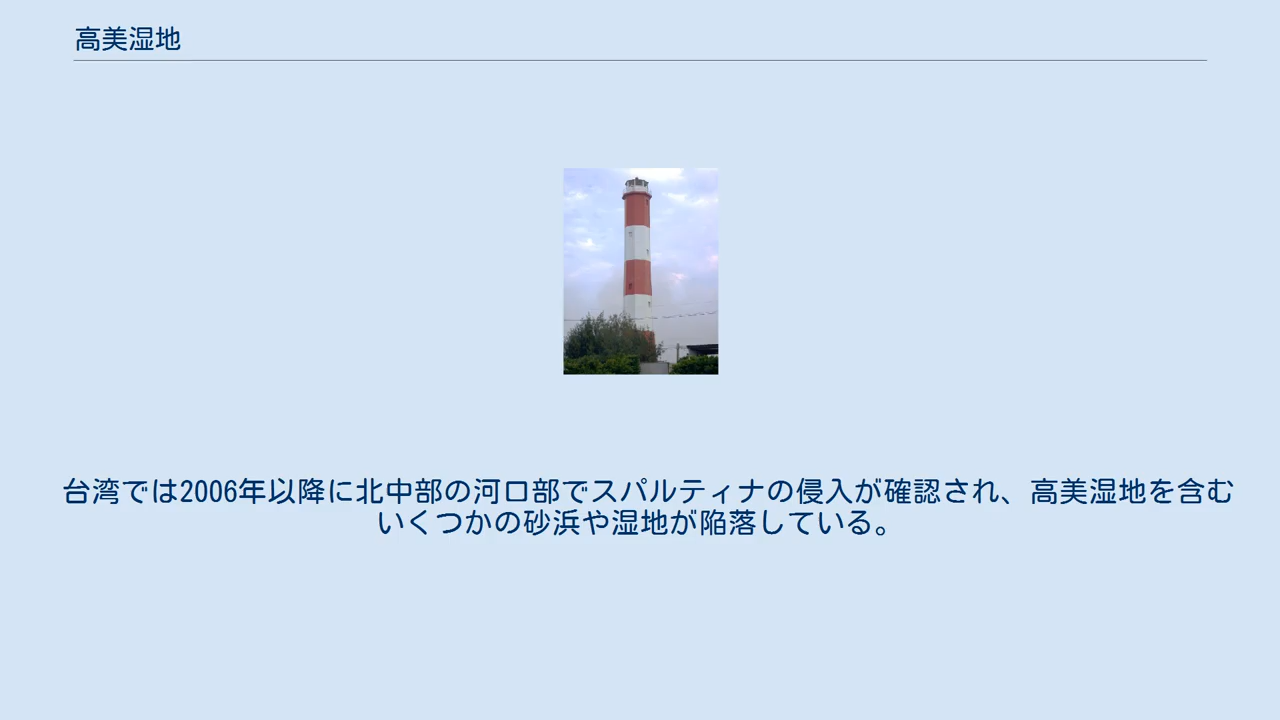 高美湿地
台湾では2006年以降に北中部の河口部でスパルティナの侵入が確認され、高美湿地を含む
いくつかの砂浜や湿地が陥落している。